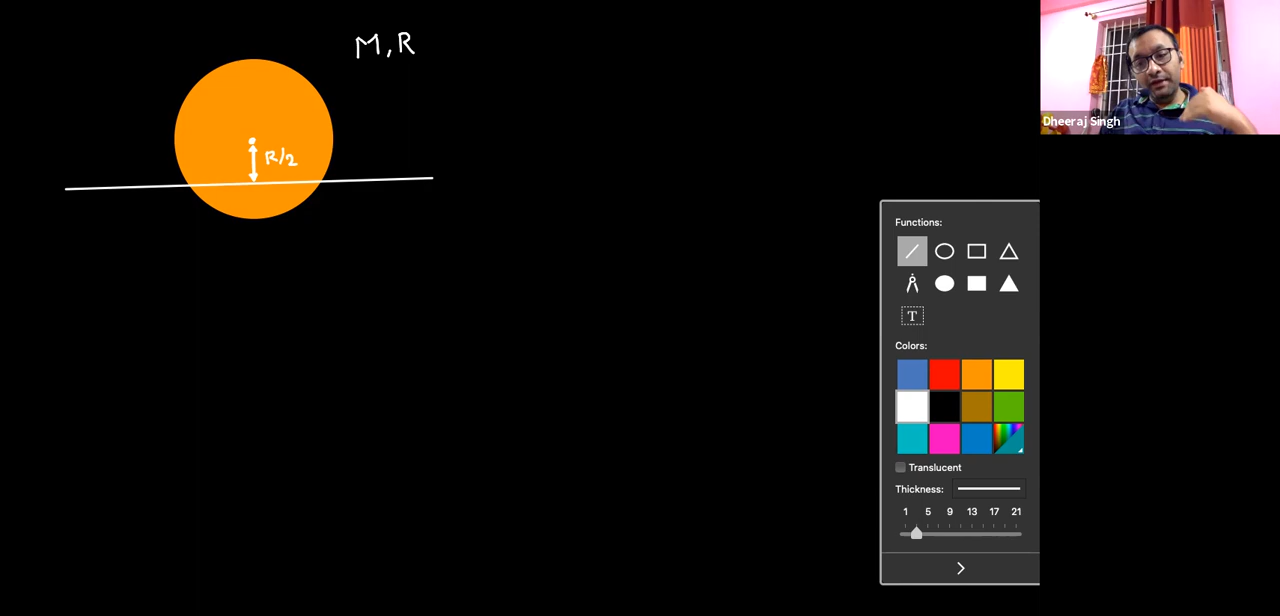 M, R
R/2
Dheeraj Singh
Functions:
T
Colors:
Translucent
Thickness:
1 5 9 13 17 21